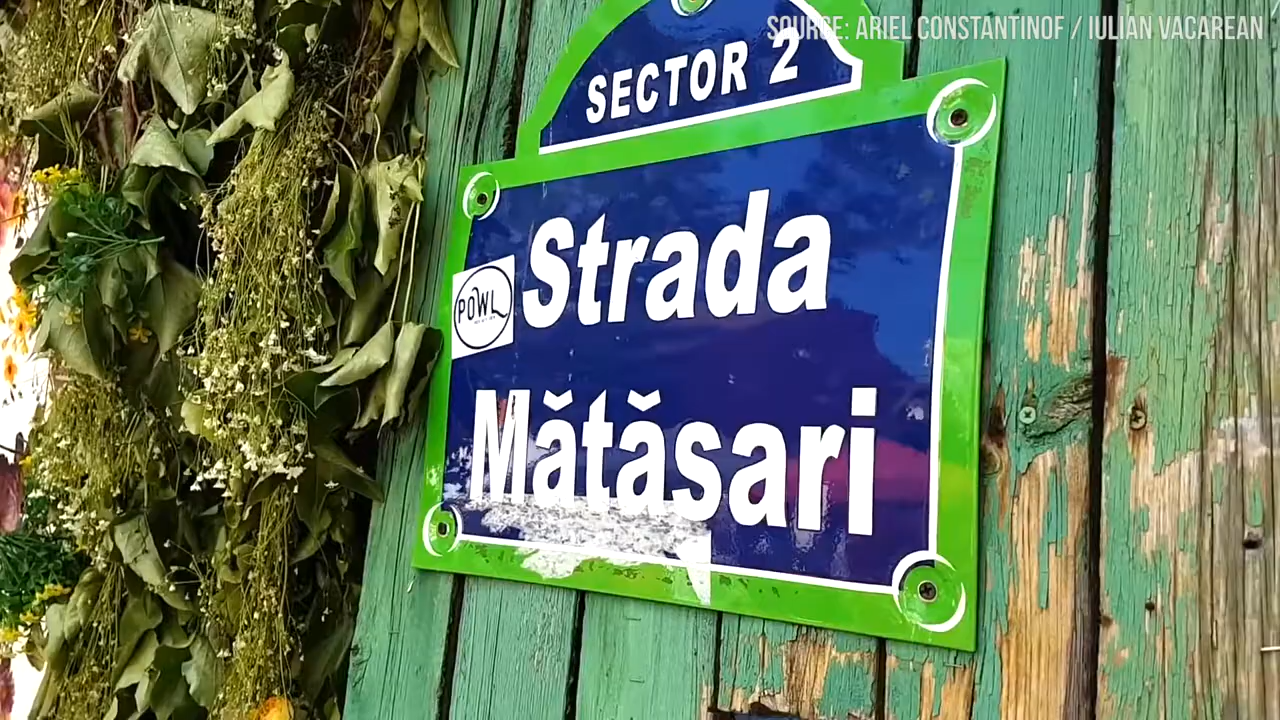 SOURCE: ARIEL CONSTANTINOF / IULIAN VACAREAN
SECTOR 2
Strada
POWL
Mătăsari